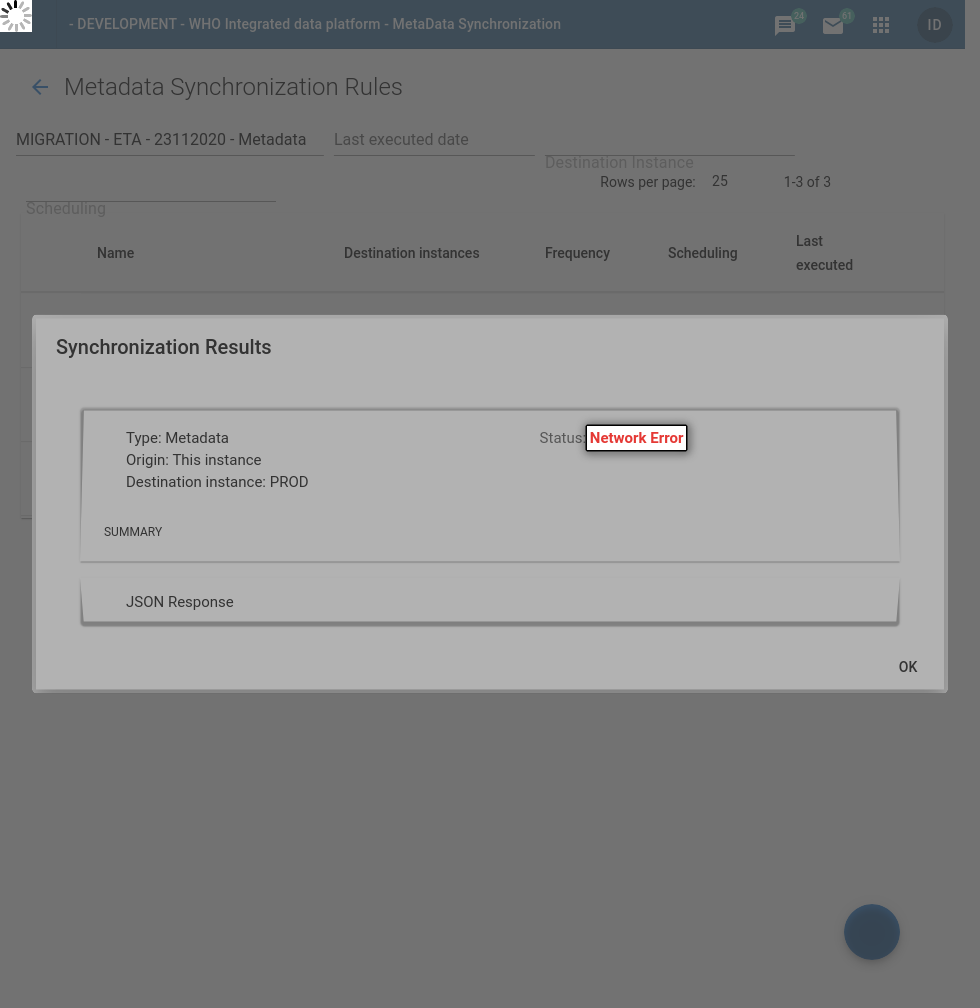 - DEVELOPMENT - WHO Integrated data platform - MetaData Synchronization
24
61
ID
Metadata Synchronization Rules
MIGRATION - ETA - 23112020 - Metadata
Last executed date
Destination Instance
Rows per page: 25 1-3 of 3
Scheduling
Name Destination instances Frequency Scheduling Last
executed
Synchronization Results
Type: Metadata
Status: Network Error
Origin: This instance
Destination instance: PROD
SUMMARY
JSON Response
OK